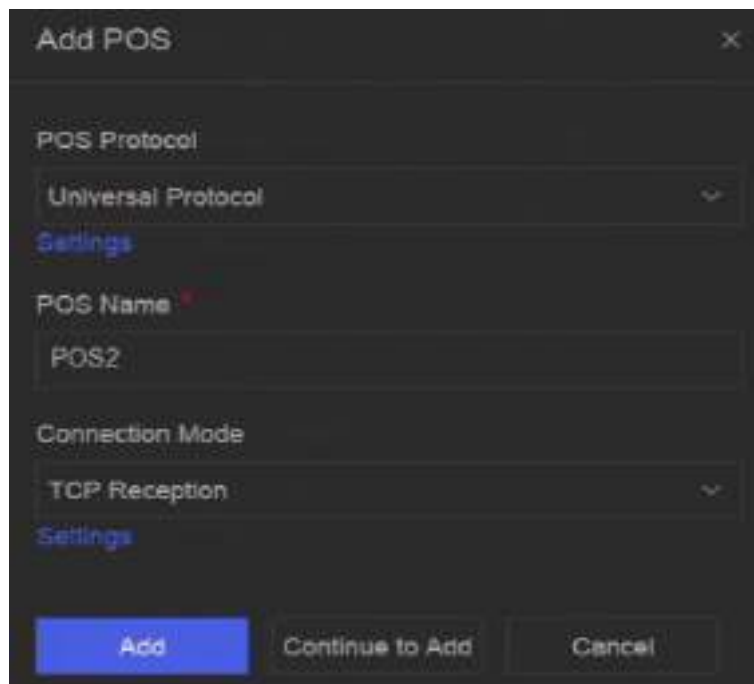 Add POS
POS Protocol
Universal Protocol
Settings
POS Name *
POS2
Connection Mode
TCP Reception
Settings
Add Continue to Add Cancel